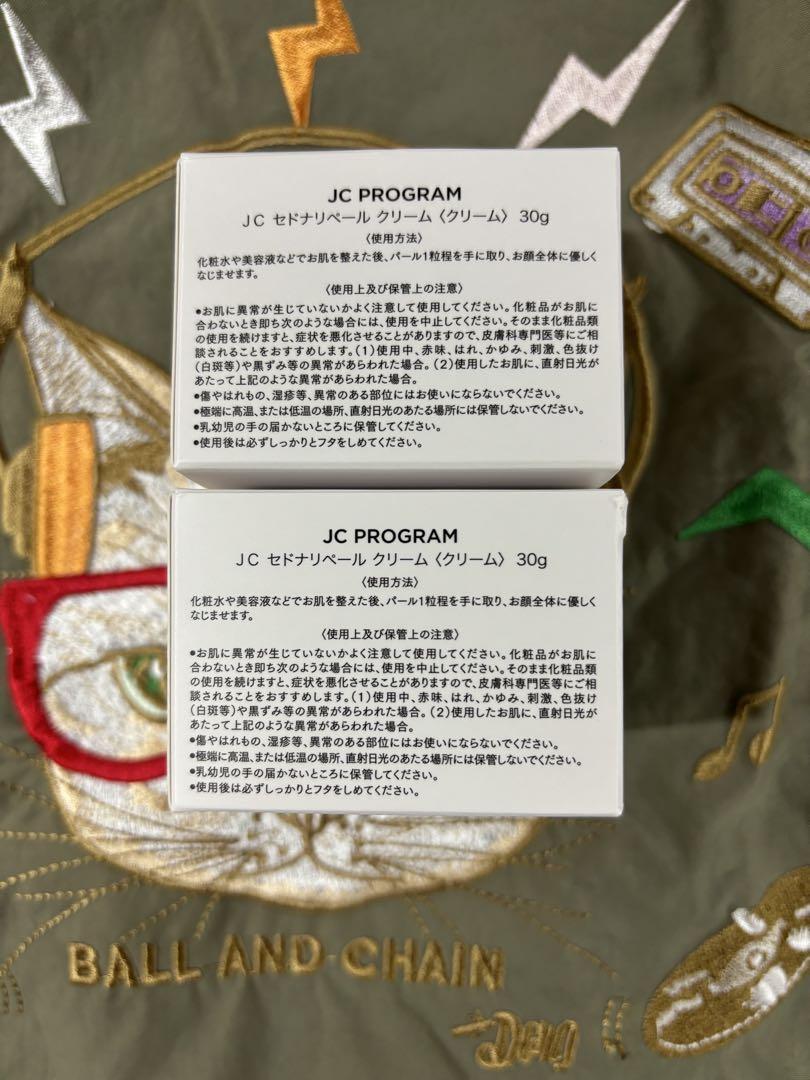 JC PROGRAM
JC セドナリペール クリーム〈クリーム〉 30g
〈使用方法〉
化粧水や美容液などでお肌を整えた後、パール1粒程を手に取り、お顔全体に優しく
なじませます。
〈使用上及び保管上の注意〉
●お肌に異常が生じていないかよく注意して使用してください。化粧品がお肌に
合わないとき即ち次のような場合には、使用を中止してください。そのまま化粧品類
の使用を続けますと、症状を悪化させることがありますので、皮膚科専門医等にご相
談されることをおすすめします。(1)使用中、赤味、はれ、かゆみ、刺激、色抜け
(白斑等)や黒ずみ等の異常があらわれた場合。(2)使用したお肌に、直射日光が
あたって上記のような異常があらわれた場合。
●傷やはれもの、湿疹等、異常のある部位にはお使いにならないでください。
●極端に高温、または低温の場所、直射日光のあたる場所には保管しないでください。
●乳幼児の手の届かないところに保管してください。
●使用後は必ずしっかりとフタをしめてください。
JC PROGRAM
JC セドナリペール クリーム〈クリーム〉 30g
〈使用方法〉
化粧水や美容液などでお肌を整えた後、パール1粒程を手に取り、お顔全体に優しく
なじませます。
〈使用上及び保管上の注意〉
●お肌に異常が生じていないかよく注意して使用してください。化粧品がお肌に
合わないとき即ち次のような場合には、使用を中止してください。そのまま化粧品類
の使用を続けますと、症状を悪化させることがありますので、皮膚科専門医等にご相
談されることをおすすめします。(1)使用中、赤味、はれ、かゆみ、刺激、色抜け
(白斑等)や黒ずみ等の異常があらわれた場合。(2)使用したお肌に、直射日光が
あたって上記のような異常があらわれた場合。
●傷やはれもの、湿疹等、異常のある部位にはお使いにならないでください。
●極端に高温、または低温の場所、直射日光のあたる場所には保管しないでください。
●乳幼児の手の届かないところに保管してください。
●使用後は必ずしっかりとフタをしめてください。
BALL AND CHAIN